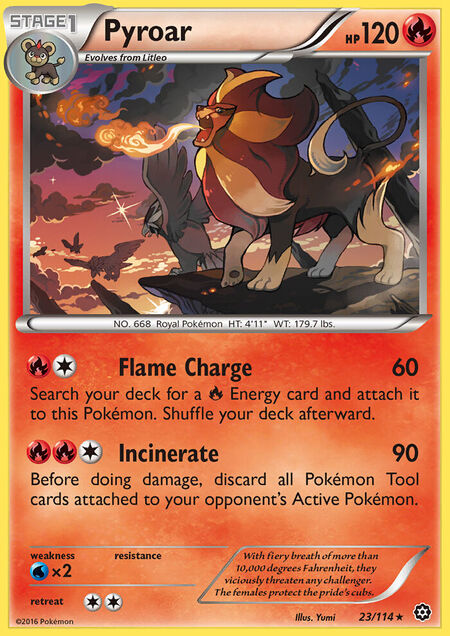 STAGE1
Pyroar
HP120
Evolves from Litleo
NO. 668 Royal Pokémon HT: 4'11" WT: 179.7 lbs.
Flame Charge 60
Search your deck for a Energy card and attach it
to this Pokémon. Shuffle your deck afterward.
Incinerate 90
Before doing damage, discard all Pokémon Tool
cards attached to your opponent's Active Pokémon.
weakness resistance
×2
retreat
With fiery breath of more than
10,000 degrees Fahrenheit, they
viciously threaten any challenger.
The females protect the pride's cubs.
©2016 Pokémon
Illus. Yumi 23/114 ★